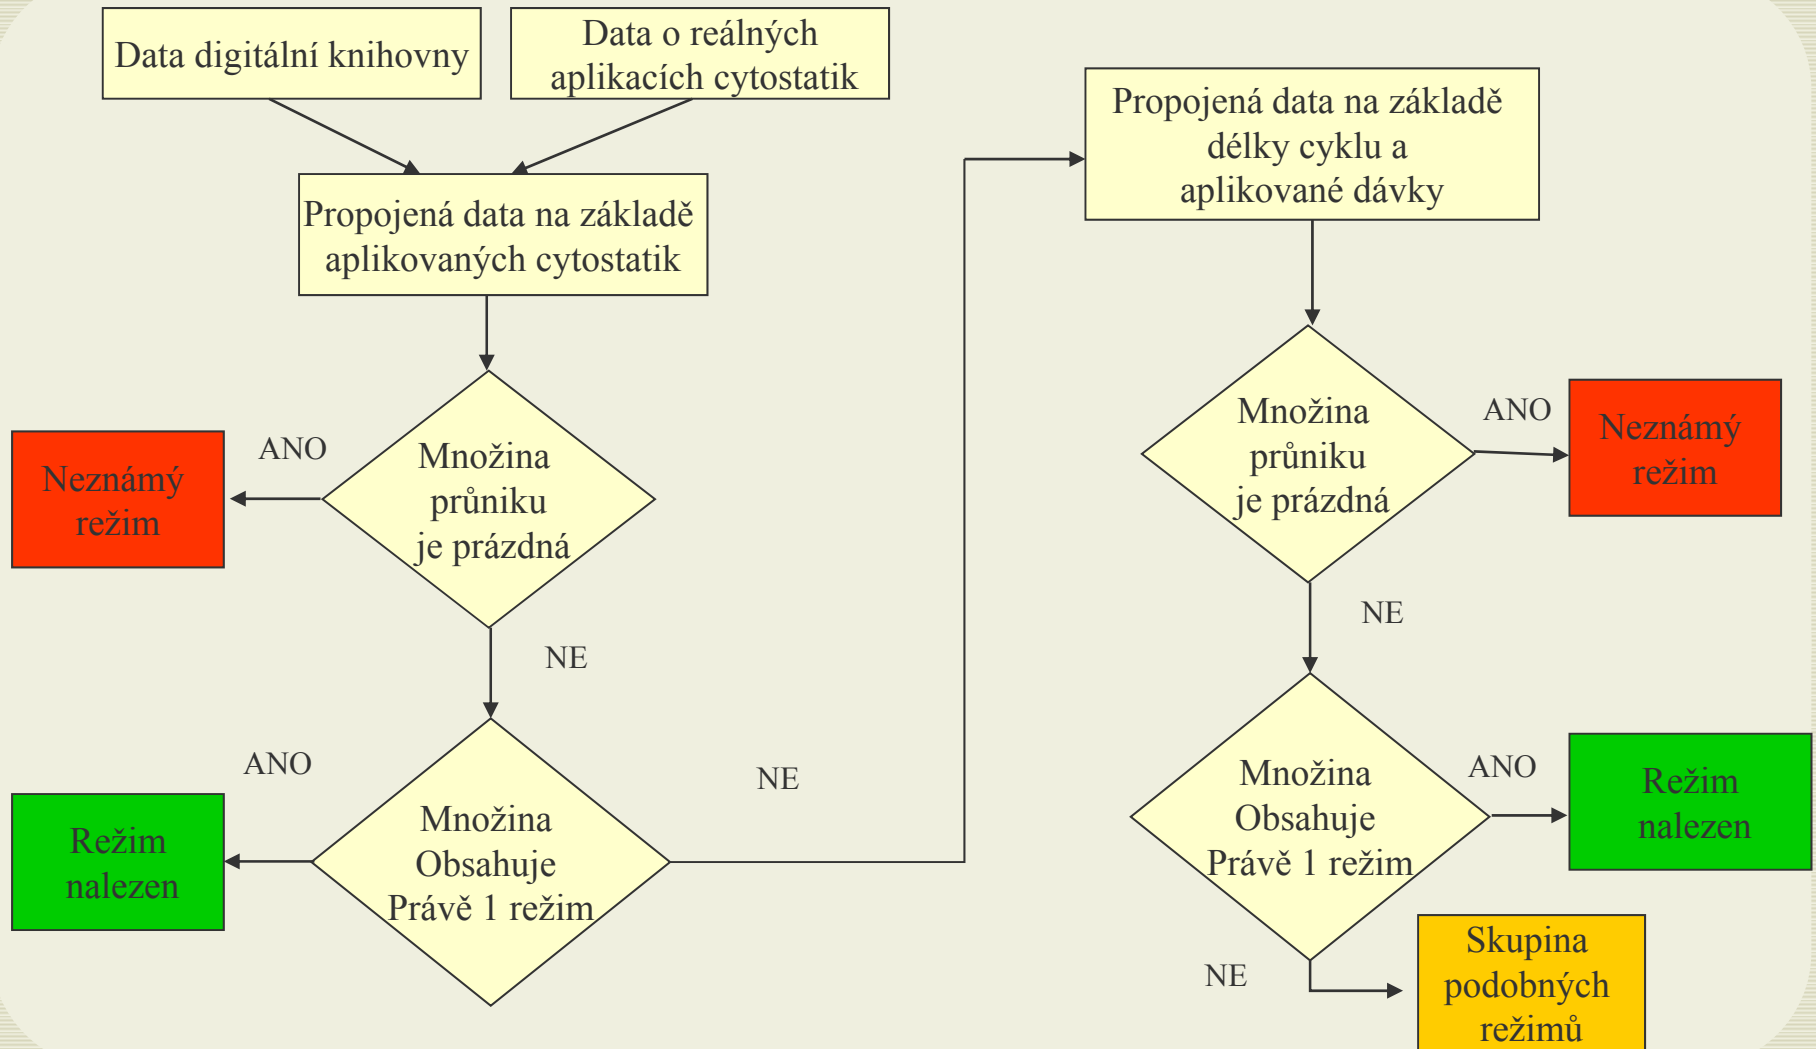 Data digitální knihovny
Data o reálných
aplikacích cytostatik
Propojená data na základě
aplikovaných cytostatik
Množina
průniku
je prázdná
ANO
Neznámý
režim
NE
Množina
Obsahuje
Právě 1 režim
ANO
Režim
nalezen
NE
Propojená data na základě
délky cyklu a
aplikované dávky
Množina
průniku
je prázdná
ANO
Neznámý
režim
NE
Množina
Obsahuje
Právě 1 režim
ANO
Režim
nalezen
NE
Skupina
podobných
režimů